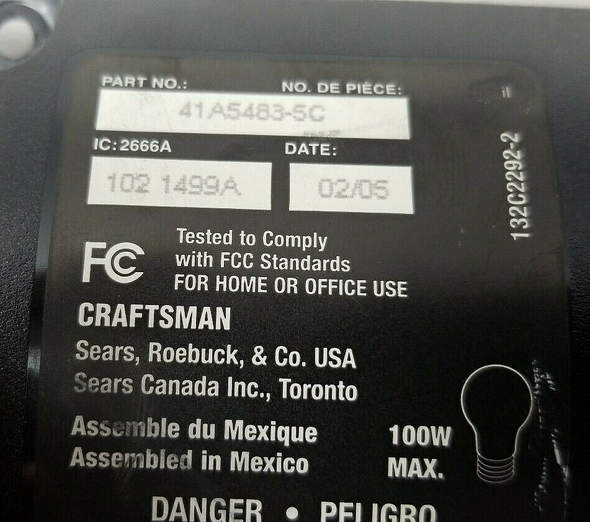 PART NO.: NO. DE PIÈCE:
41A5483-5C
IC: 2666A DATE:
102 1499A 02/05
132C2292-2
FC Tested to Comply
with FCC Standards
FOR HOME OR OFFICE USE
CRAFTSMAN
Sears, Roebuck, & Co. USA
Sears Canada Inc., Toronto
Assemble du Mexique 100W
Assembled in Mexico MAX.
DANGER • PELIGRO